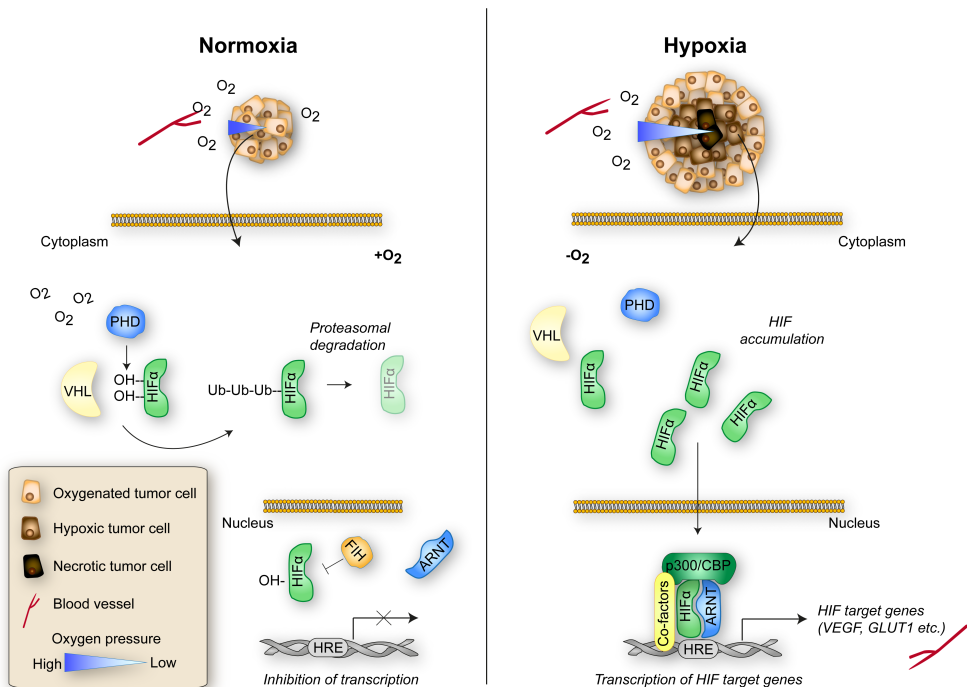 Normoxia
O2
O2
O2
O2
Cytoplasm
+O2
O2
O2
O2
PHD
Proteasomal
degradation
VHL
OH--
OH--
HIFα
Ub-Ub-Ub--
HIFα
HIFα
Oxygenated tumor cell
Hypoxic tumor cell
Necrotic tumor cell
Blood vessel
Oxygen pressure
High
Low
Nucleus
OH-
HIFα
FIH
ARNT
HRE
Inhibition of transcription
Hypoxia
O2
O2
O2
Cytoplasm
-O2
PHD
VHL
HIF
accumulation
HIFα
HIFα
HIFα
HIFα
Nucleus
p300/CBP
Co-factors
HIFα
ARNT
HRE
HIF target genes
(VEGF, GLUT1 etc.)
Transcription of HIF target genes